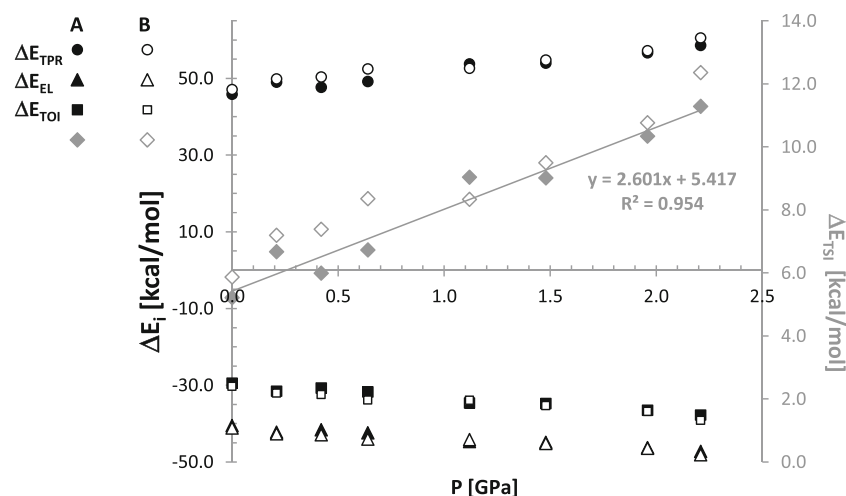 A B
ΔE_TPR
ΔE_EL
ΔE_TOI
50.0
30.0
10.0
-10.0
-30.0
-50.0
ΔE_i [kcal/mol]
0.0 0.5 1.0 1.5 2.0 2.5
P [GPa]
y = 2.601x + 5.417
R² = 0.954
14.0
12.0
10.0
8.0
6.0
4.0
2.0
0.0
ΔE_TSI [kcal/mol]